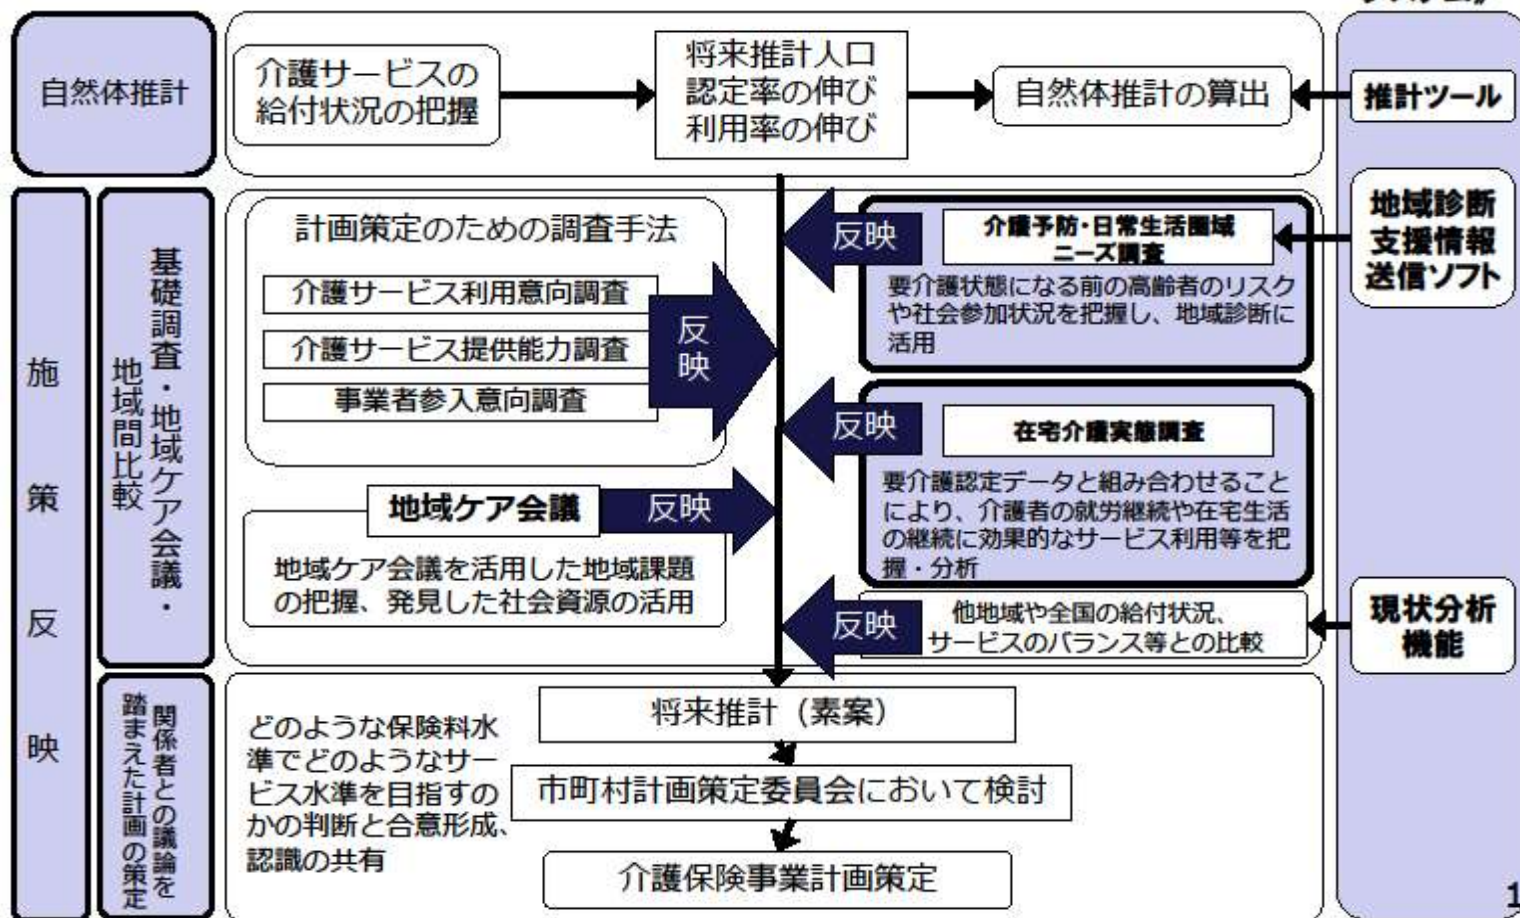 自然体推計
介護サービスの
給付状況の把握
将来推計人口
認定率の伸び
利用率の伸び
自然体推計の算出
推計ツール
施策反映
基礎調査・地域ケア会議・
地域間比較
計画策定のための調査手法
介護サービス利用意向調査
介護サービス提供能力調査
事業者参入意向調査
反映
反映
介護予防・日常生活圏域
ニーズ調査
要介護状態になる前の高齢者のリスク
や社会参加状況を把握し、地域診断に
活用
地域診断
支援情報
送信ソフト
反映
在宅介護実態調査
要介護認定データと組み合わせること
により、介護者の就労継続や在宅生活
の継続に効果的なサービス利用等を把
握・分析
地域ケア会議
反映
地域ケア会議を活用した地域課題
の把握、発見した社会資源の活用
反映
他地域や全国の給付状況、
サービスのバランス等との比較
現状分析
機能
関係者との議論を
踏まえた計画の策定
どのような保険料水
準でどのようなサー
ビス水準を目指すの
かの判断と合意形成、
認識の共有
将来推計（素案）
市町村計画策定委員会において検討
介護保険事業計画策定
1